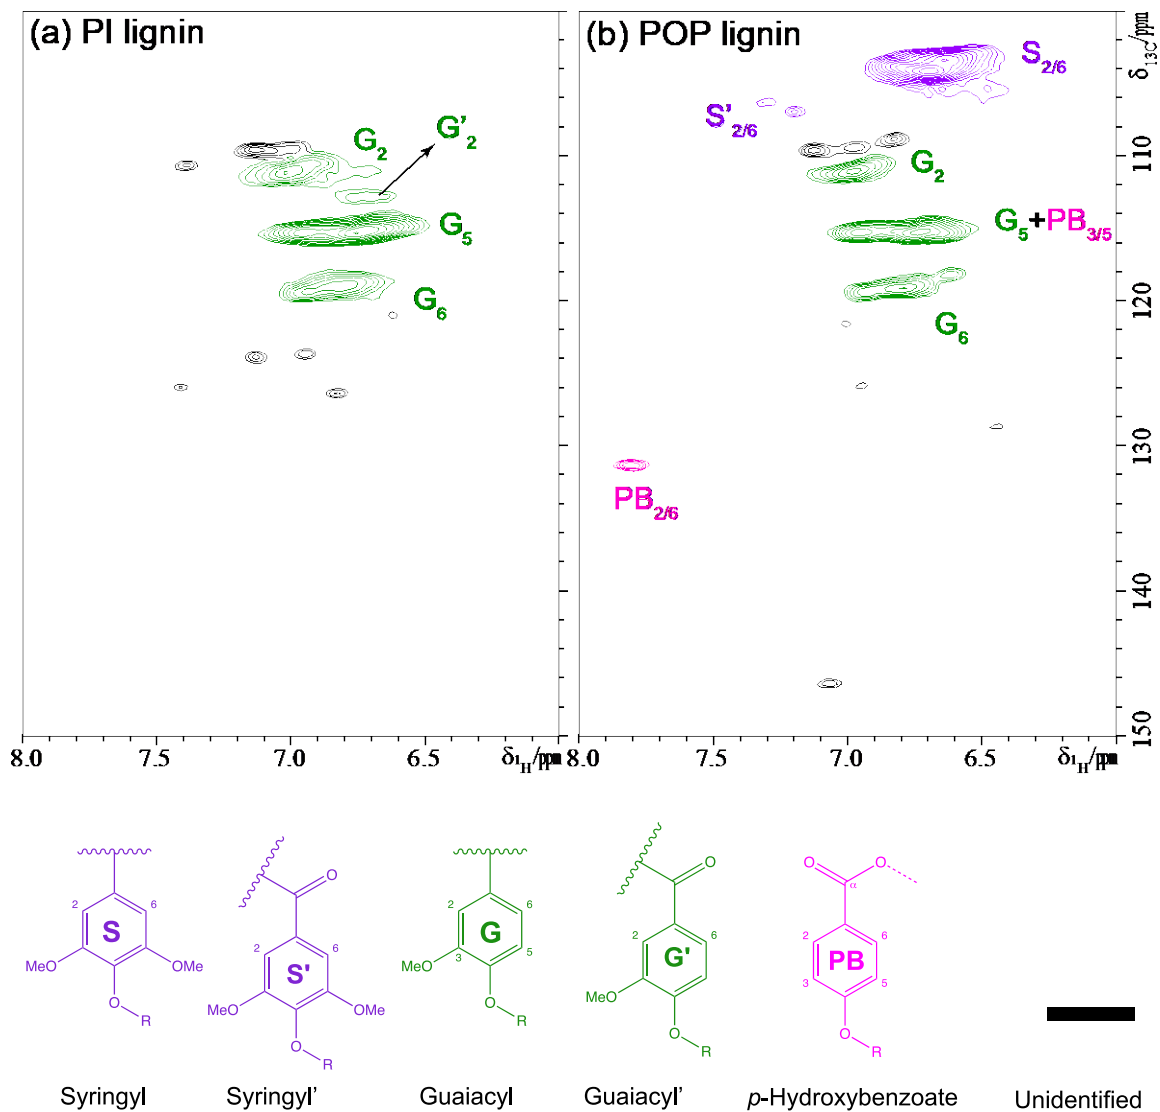 (a) PI lignin
G2
G'2
G5
G6
8.0 7.5 7.0 6.5 δ1H/ppm
(b) POP lignin
S2/6
S'2/6
G2
G5+PB3/5
G6
PB2/6
8.0 7.5 7.0 6.5 δ1H/ppm
δ13C/ppm
110
120
130
140
150
2 6
S
MeO OMe
O
R
O
2 6
S'
MeO OMe
O
R
2 6
G
3 5
MeO
O
R
O
2 6
G'
MeO
O
R
O O
α
2 6
PB
3 5
O
R
Syringyl Syringyl' Guaiacyl Guaiacyl' p-Hydroxybenzoate Unidentified